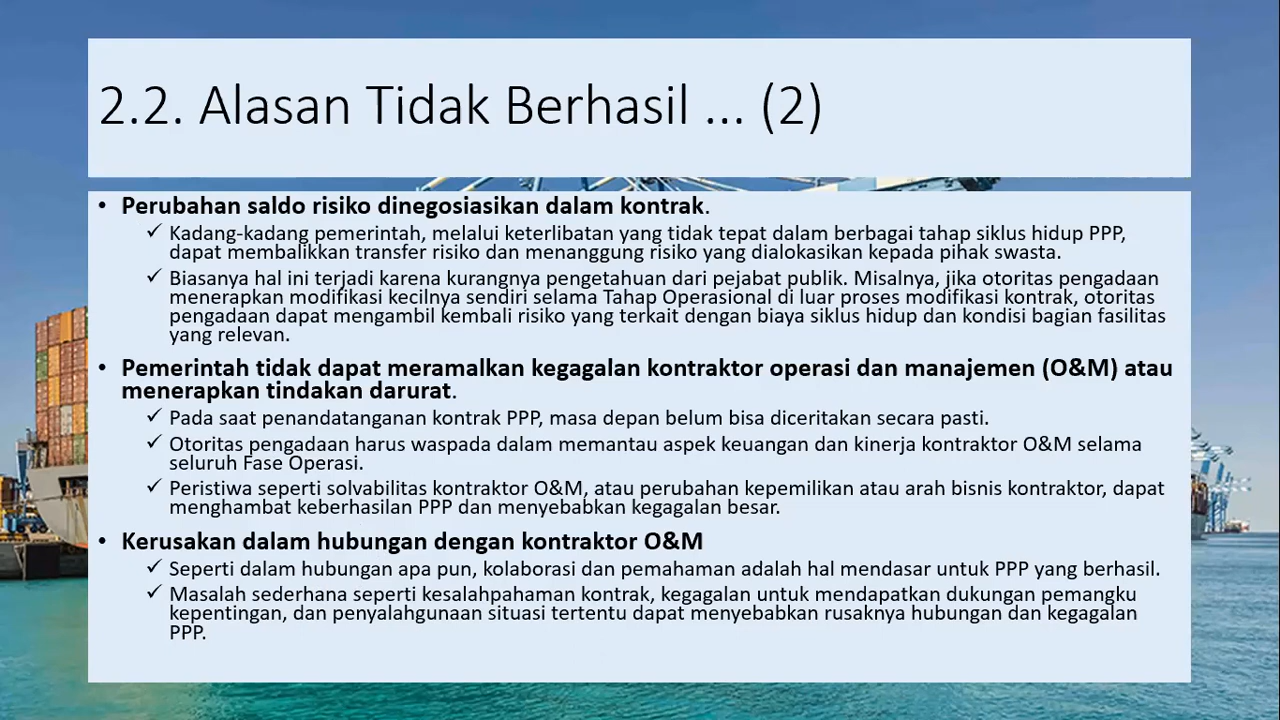 2.2. Alasan Tidak Berhasil ... (2)
• Perubahan saldo risiko dinegosiasikan dalam kontrak.
✓ Kadang-kadang pemerintah, melalui keterlibatan yang tidak tepat dalam berbagai tahap siklus hidup PPP,
dapat membalikkan transfer risiko dan menanggung risiko yang dialokasikan kepada pihak swasta.
✓ Biasanya hal ini terjadi karena kurangnya pengetahuan dari pejabat publik. Misalnya, jika otoritas pengadaan
menerapkan modifikasi kecilnya sendiri selama Tahap Operasional di luar proses modifikasi kontrak, otoritas
pengadaan dapat mengambil kembali risiko yang terkait dengan biaya siklus hidup dan kondisi bagian fasilitas
yang relevan.
• Pemerintah tidak dapat meramalkan kegagalan kontraktor operasi dan manajemen (O&M) atau
menerapkan tindakan darurat.
✓ Pada saat penandatanganan kontrak PPP, masa depan belum bisa diceritakan secara pasti.
✓ Otoritas pengadaan harus waspada dalam memantau aspek keuangan dan kinerja kontraktor O&M selama
seluruh Fase Operasi.
✓ Peristiwa seperti solvabilitas kontraktor O&M, atau perubahan kepemilikan atau arah bisnis kontraktor, dapat
menghambat keberhasilan PPP dan menyebabkan kegagalan besar.
• Kerusakan dalam hubungan dengan kontraktor O&M
✓ Seperti dalam hubungan apa pun, kolaborasi dan pemahaman adalah hal mendasar untuk PPP yang berhasil.
✓ Masalah sederhana seperti kesalahpahaman kontrak, kegagalan untuk mendapatkan dukungan pemangku
kepentingan, dan penyalahgunaan situasi tertentu dapat menyebabkan rusaknya hubungan dan kegagalan
PPP.